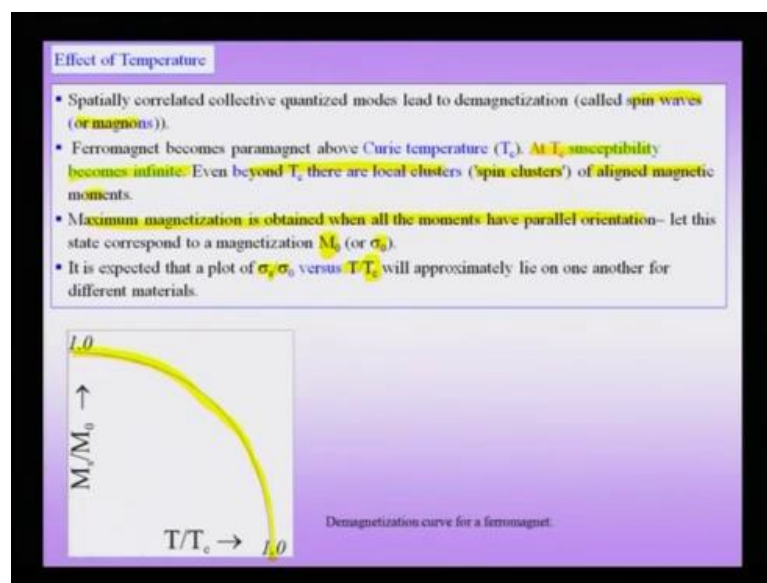 Effect of Temperature
▪ Spatially correlated collective quantized modes lead to demagnetization (called spin waves
(or magnons)).
▪ Ferromagnet becomes paramagnet above Curie temperature (Tc). At Tc susceptibility
becomes infinite. Even beyond Tc there are local clusters ('spin clusters') of aligned magnetic
moments.
▪ Maximum magnetization is obtained when all the moments have parallel orientation– let this
state correspond to a magnetization M0 (or σ0).
▪ It is expected that a plot of σs/σ0 versus T/Tc will approximately lie on one another for
different materials.
1.0
Ms/M0 →
T/Tc → 1.0
Demagnetization curve for a ferromagnet.